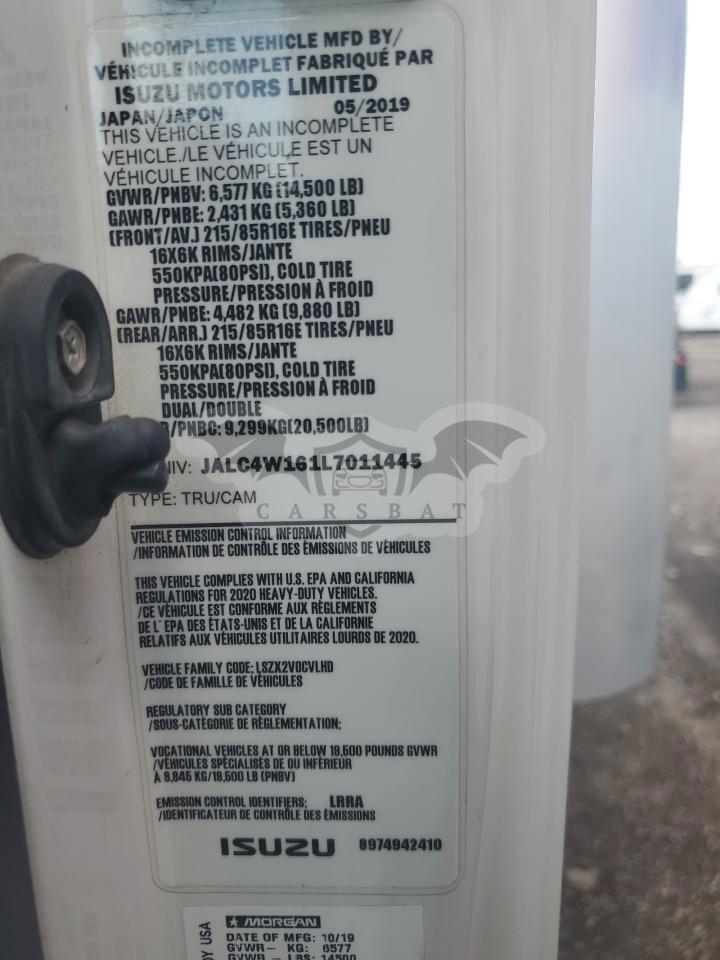 INCOMPLETE VEHICLE MFD BY/
VÉHICULE INCOMPLET FABRIQUÉ PAR
ISUZU MOTORS LIMITED
JAPAN/JAPON 05/2019
THIS VEHICLE IS AN INCOMPLETE
VEHICLE./LE VÉHICULE EST UN
VÉHICULE INCOMPLET.
GVWR/PNBV: 6,577 KG (14,500 LB)
GAWR/PNBE: 2,431 KG (5,360 LB)
(FRONT/AV.) 215/85R16E TIRES/PNEU
16X6K RIMS/JANTE
550KPA(80PSI), COLD TIRE
PRESSURE/PRESSION À FROID
GAWR/PNBE: 4,482 KG (9,880 LB)
(REAR/ARR.) 215/85R16E TIRES/PNEU
16X6K RIMS/JANTE
550KPA(80PSI), COLD TIRE
PRESSURE/PRESSION À FROID
DUAL/DOUBLE
/PNBC: 9,299KG(20,500LB)
NIV: JALC4W161L7011445
TYPE: TRU/CAM
CARSBAT
VEHICLE EMISSION CONTROL INFORMATION
/INFORMATION DE CONTRÔLE DES ÉMISSIONS DE VÉHICULES
THIS VEHICLE COMPLIES WITH U.S. EPA AND CALIFORNIA
REGULATIONS FOR 2020 HEAVY-DUTY VEHICLES.
/CE VÉHICULE EST CONFORME AUX RÈGLEMENTS
DE L' EPA DES ÉTATS-UNIS ET DE LA CALIFORNIE
RELATIFS AUX VÉHICULES UTILITAIRES LOURDS DE 2020.
VEHICLE FAMILY CODE: LSZX2VOCVLHD
/CODE DE FAMILLE DE VÉHICULES
REGULATORY SUB CATEGORY
/SOUS-CATÉGORIE DE RÈGLEMENTATION;
VOCATIONAL VEHICLES AT OR BELOW 19,500 POUNDS GVWR
/VÉHICULES SPÉCIALISÉS DE OU INFÉRIEUR
À 8,845 KG/19,500 LB (PNBV)
EMISSION CONTROL IDENTIFIERS: LRRA
/IDENTIFICATEUR DE CONTRÔLE DES ÉMISSIONS
ISUZU 8974942410
MORGAN
DY USA
DATE OF MFG: 10/19
GVWR- KG: 6577
GVWR- LBS: 14500